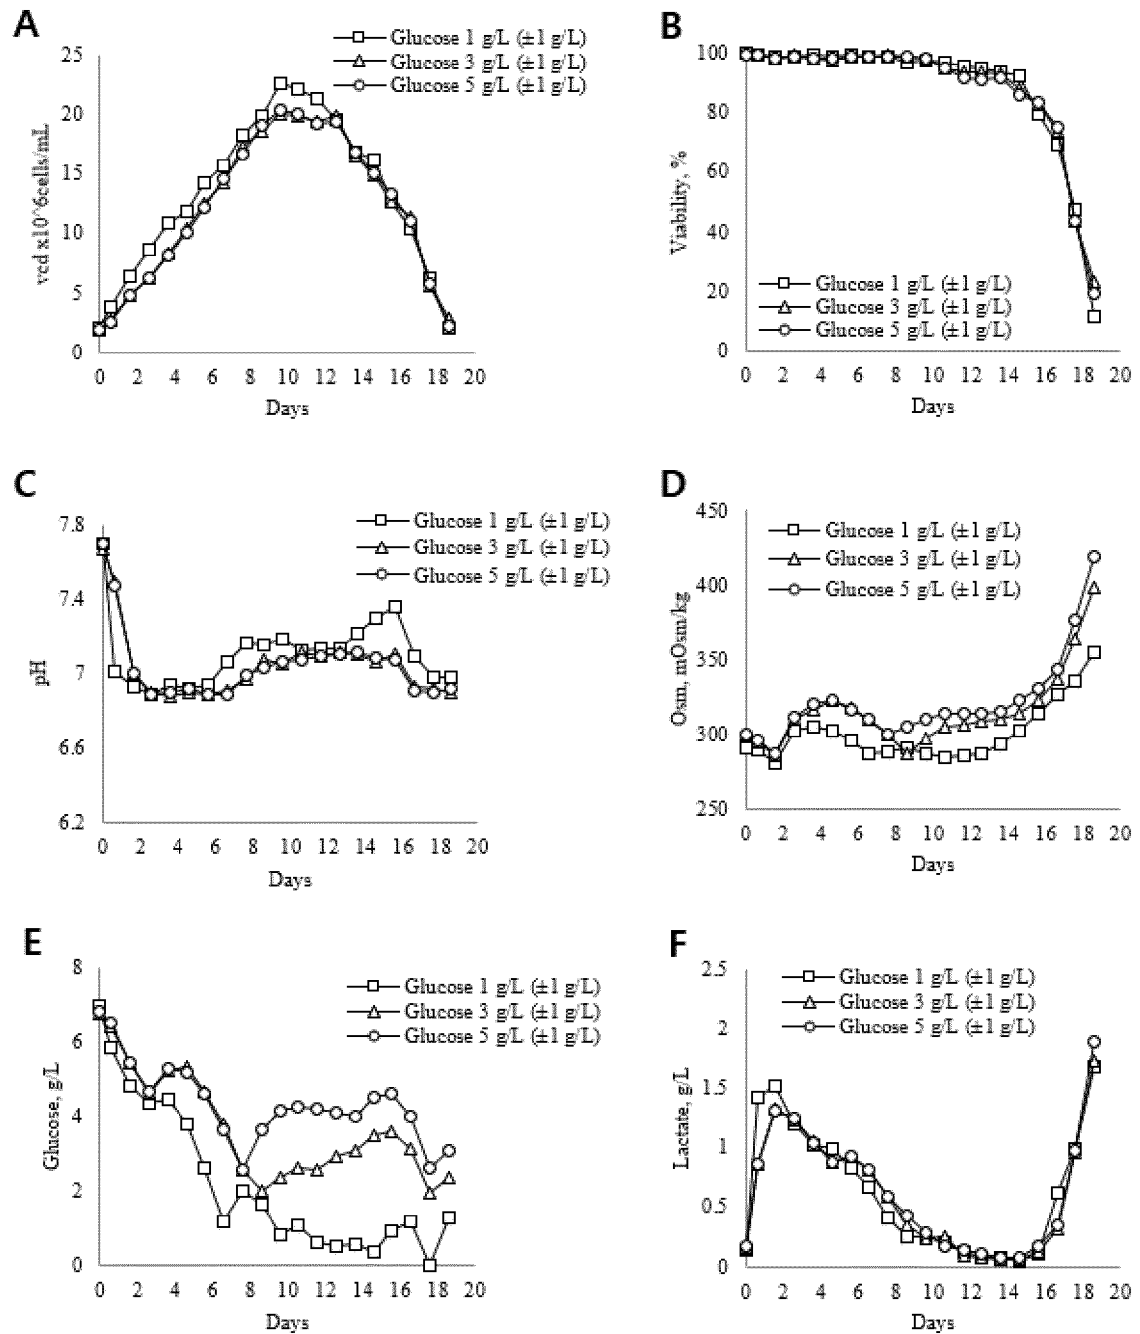 A
25
20
15
10
5
0
vcd x10^6cells/mL
Glucose 1 g/L (±1 g/L)
Glucose 3 g/L (±1 g/L)
Glucose 5 g/L (±1 g/L)
0 2 4 6 8 10 12 14 16 18 20
Days
B
100
80
60
40
20
0
Viability, %
Glucose 1 g/L (±1 g/L)
Glucose 3 g/L (±1 g/L)
Glucose 5 g/L (±1 g/L)
0 2 4 6 8 10 12 14 16 18 20
Days
C
7.8
7.4
7
6.6
6.2
pH
Glucose 1 g/L (±1 g/L)
Glucose 3 g/L (±1 g/L)
Glucose 5 g/L (±1 g/L)
0 2 4 6 8 10 12 14 16 18 20
Days
D
450
400
350
300
250
Osm, mOsm/kg
Glucose 1 g/L (±1 g/L)
Glucose 3 g/L (±1 g/L)
Glucose 5 g/L (±1 g/L)
0 2 4 6 8 10 12 14 16 18 20
Days
E
8
6
4
2
0
Glucose, g/L
Glucose 1 g/L (±1 g/L)
Glucose 3 g/L (±1 g/L)
Glucose 5 g/L (±1 g/L)
0 2 4 6 8 10 12 14 16 18 20
Days
F
2.5
2
1.5
1
0.5
0
Lactate, g/L
Glucose 1 g/L (±1 g/L)
Glucose 3 g/L (±1 g/L)
Glucose 5 g/L (±1 g/L)
0 2 4 6 8 10 12 14 16 18 20
Days